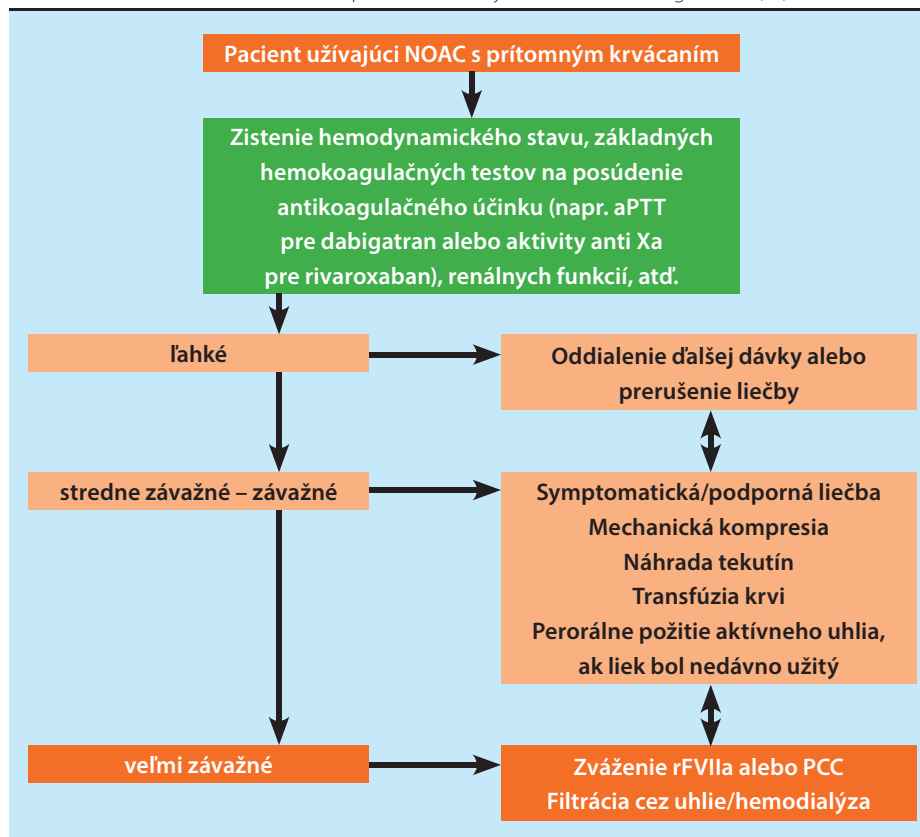 Pacient užívajúci NOAC s prítomným krvácaním
Zistenie hemodynamického stavu, základných
hemokoagulačných testov na posúdenie
antikoagulačného účinku (napr. aPTT
pre dabigatran alebo aktivity anti Xa
pre rivaroxaban), renálnych funkcií, atď.
ľahké
Oddialenie ďalšej dávky alebo
prerušenie liečby
stredne závažné – závažné
Symptomatická/podporná liečba
Mechanická kompresia
Náhrada tekutín
Transfúzia krvi
Perorálne požitie aktívneho uhlia,
ak liek bol nedávno užitý
veľmi závažné
Zváženie rFVIIa alebo PCC
Filtrácia cez uhlie/hemodialýza